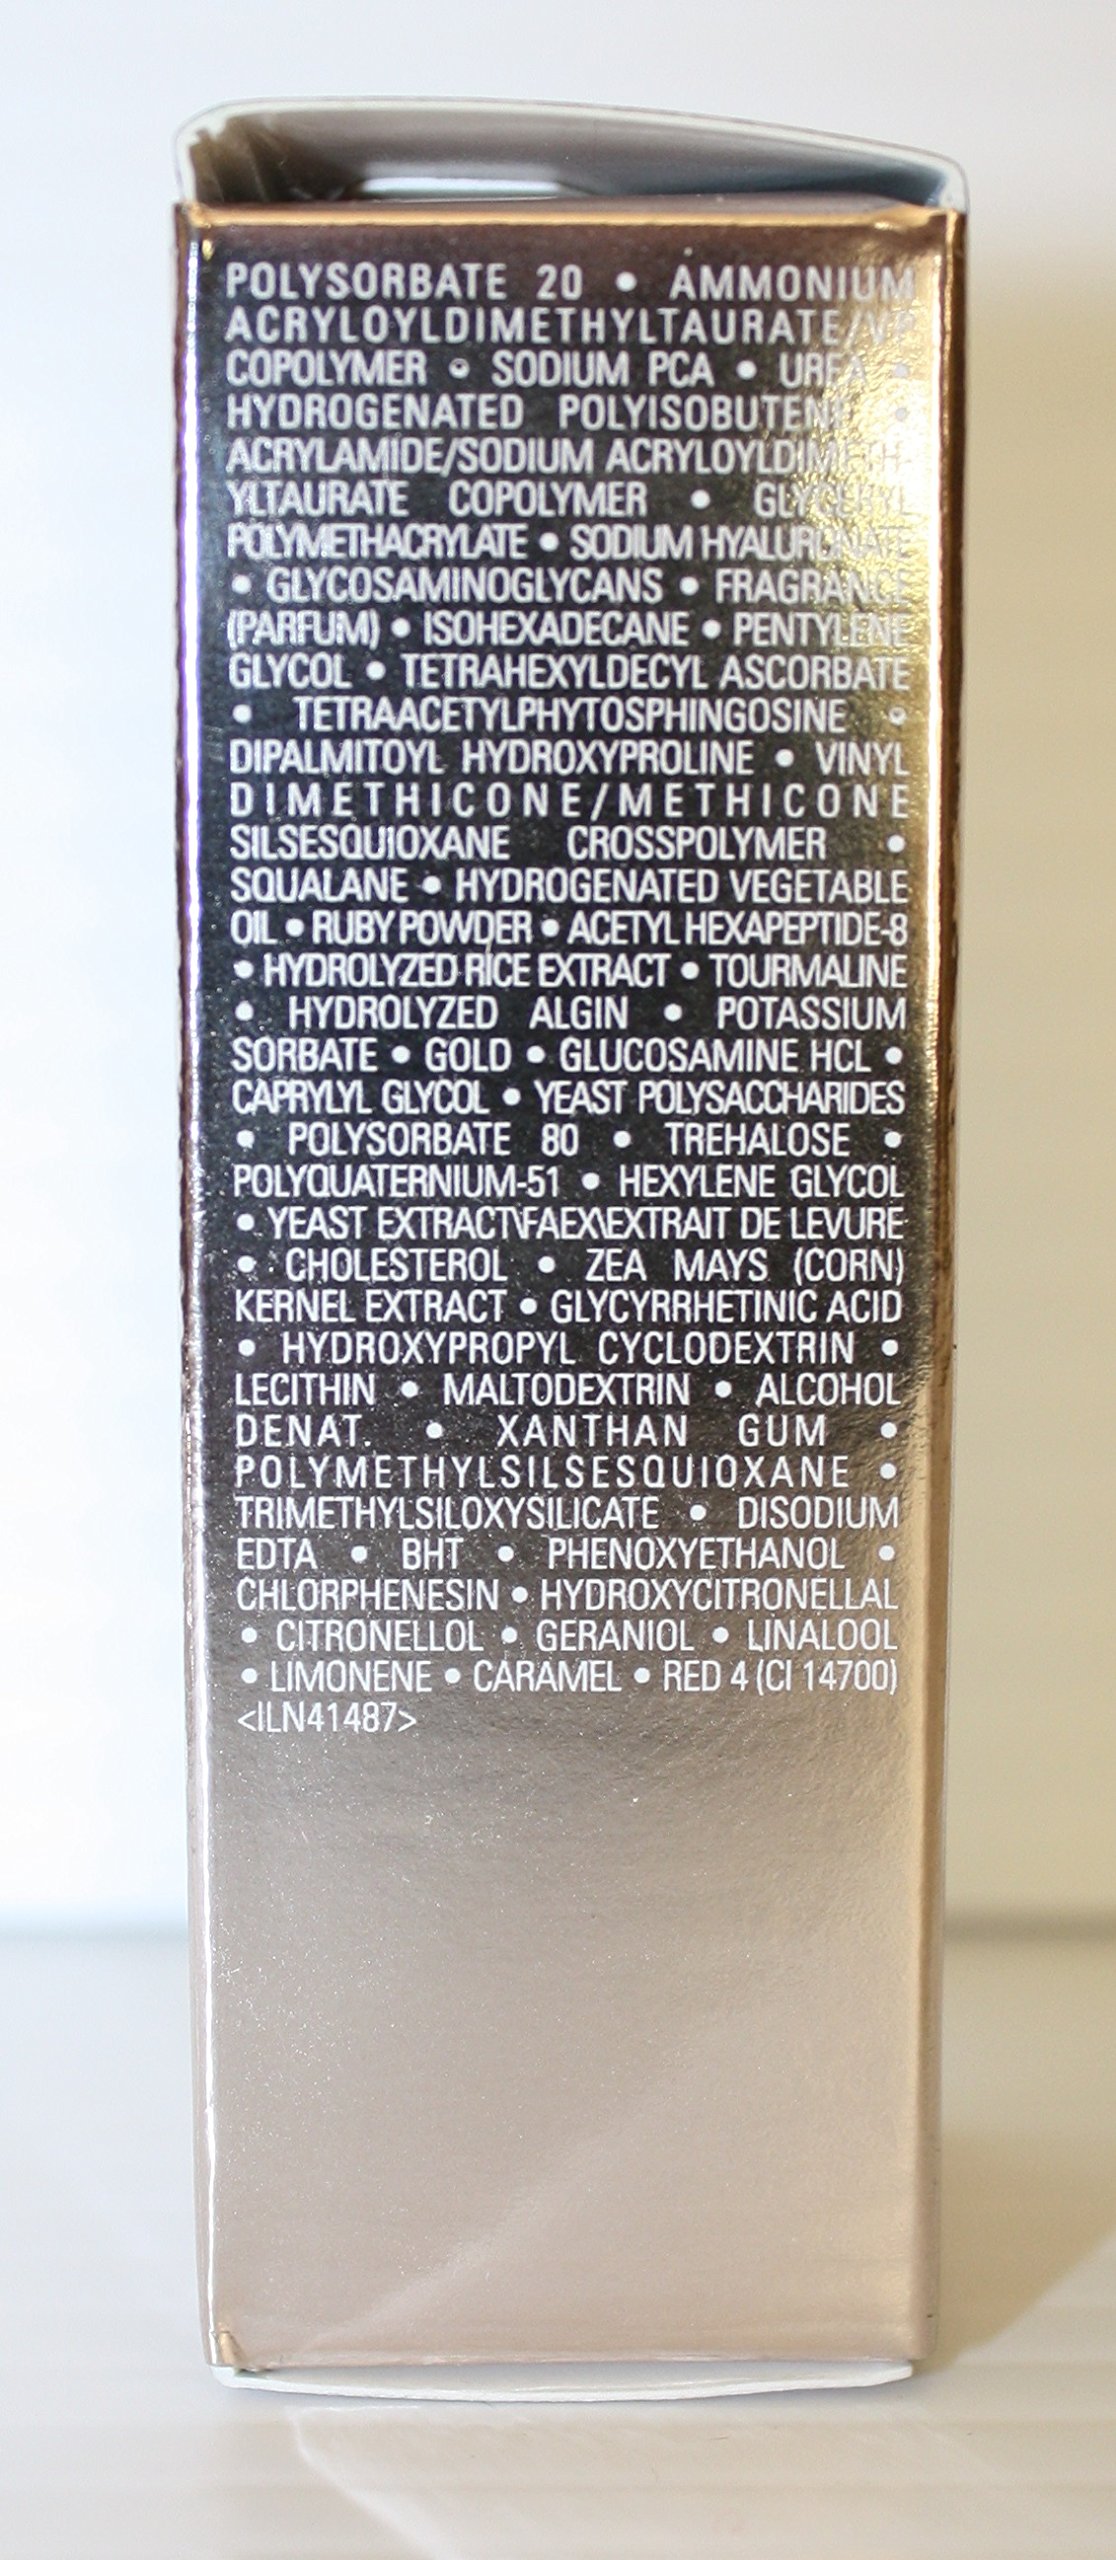 POLYSORBATE 20 • AMMONIUM
ACRYLOYLDIMETHYLTAURATE/VP
COPOLYMER • SODIUM PCA • UREA •
HYDROGENATED POLYISOBUTENE •
ACRYLAMIDE/SODIUM ACRYLOYLDIMETH-
YLTAURATE COPOLYMER • GLYCERYL
POLYMETHACRYLATE • SODIUM HYALURONATE
• GLYCOSAMINOGLYCANS • FRAGRANCE
(PARFUM) • ISOHEXADECANE • PENTYLENE
GLYCOL • TETRAHEXYLDECYL ASCORBATE
• TETRAACETYLPHYTOSPHINGOSINE •
DIPALMITOYL HYDROXYPROLINE • VINYL
DIMETHICONE/METHICONE
SILSESQUIOXANE CROSSPOLYMER •
SQUALANE • HYDROGENATED VEGETABLE
OIL • RUBY POWDER • ACETYL HEXAPEPTIDE-8
• HYDROLYZED RICE EXTRACT • TOURMALINE
• HYDROLYZED ALGIN • POTASSIUM
SORBATE • GOLD • GLUCOSAMINE HCL •
CAPRYLYL GLYCOL • YEAST POLYSACCHARIDES
• POLYSORBATE 80 • TREHALOSE •
POLYQUATERNIUM-51 • HEXYLENE GLYCOL
• YEAST EXTRACT\FAEX\EXTRAIT DE LEVURE
• CHOLESTEROL • ZEA MAYS (CORN)
KERNEL EXTRACT • GLYCYRRHETINIC ACID
• HYDROXYPROPYL CYCLODEXTRIN •
LECITHIN • MALTODEXTRIN • ALCOHOL
DENAT. • XANTHAN GUM •
POLYMETHYLSILSESQUIOXANE •
TRIMETHYLSILOXYSILICATE • DISODIUM
EDTA • BHT • PHENOXYETHANOL •
CHLORPHENESIN • HYDROXYCITRONELLAL
• CITRONELLOL • GERANIOL • LINALOOL
• LIMONENE • CARAMEL • RED 4 (CI 14700)
<ILN41487>